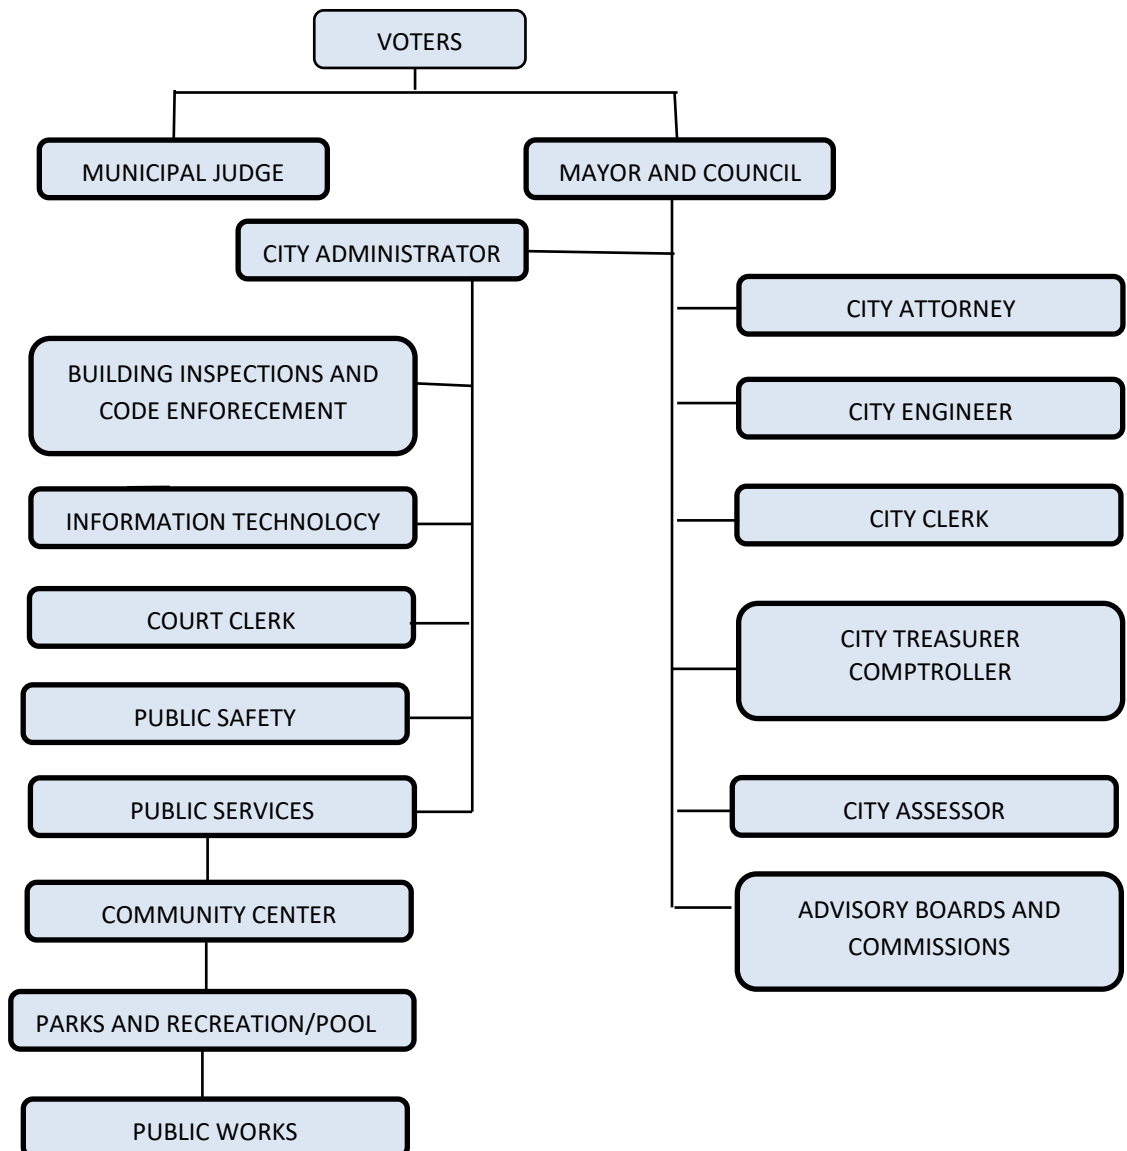 VOTERS
MUNICIPAL JUDGE
MAYOR AND COUNCIL
CITY ADMINISTRATOR
CITY ATTORNEY
BUILDING INSPECTIONS AND
CODE ENFORECEMENT
CITY ENGINEER
INFORMATION TECHNOLOCY
CITY CLERK
COURT CLERK
CITY TREASURER
COMPTROLLER
PUBLIC SAFETY
PUBLIC SERVICES
CITY ASSESSOR
COMMUNITY CENTER
ADVISORY BOARDS AND
COMMISSIONS
PARKS AND RECREATION/POOL
PUBLIC WORKS